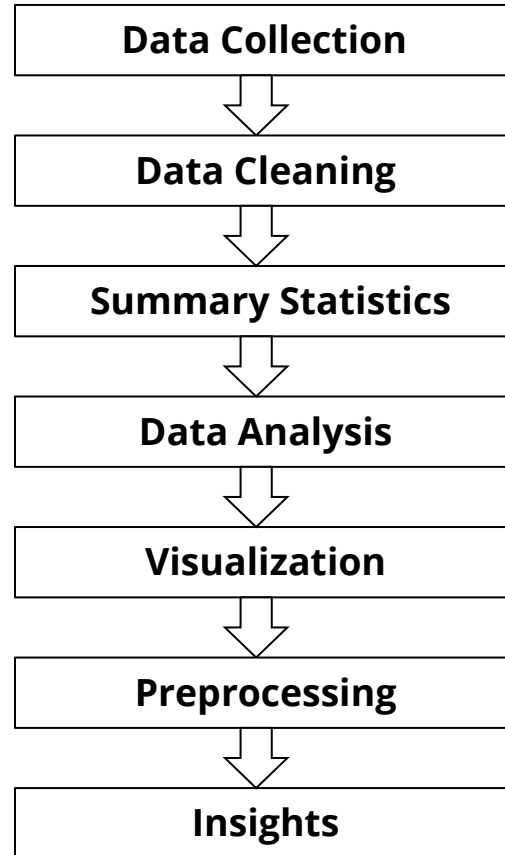 Data Collection
Data Cleaning
Summary Statistics
Data Analysis
Visualization
Preprocessing
Insights